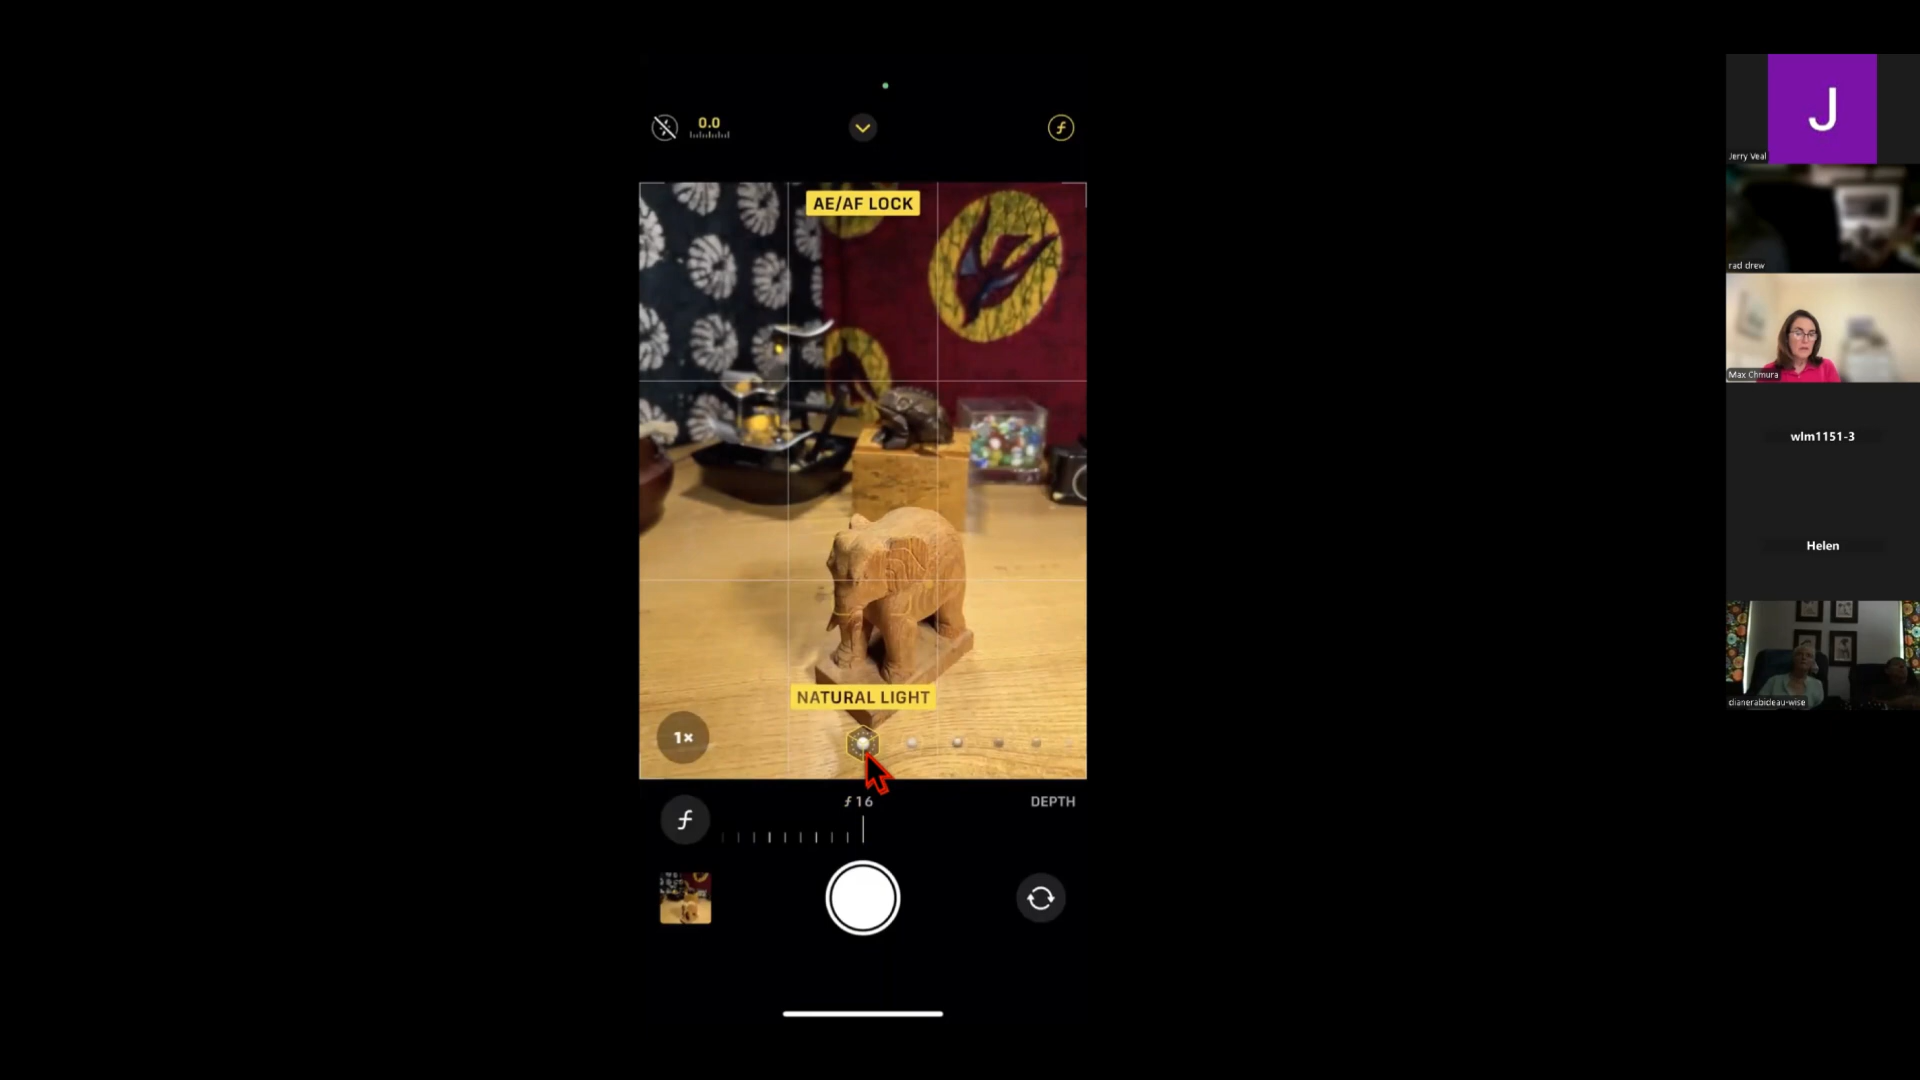 0.0
f
AE/AF LOCK
NATURAL LIGHT
1×
f 16
DEPTH
f
J
Jerry Veal
rad drew
Max Chmura
wlm1151-3
Helen
dianerabideau-wise